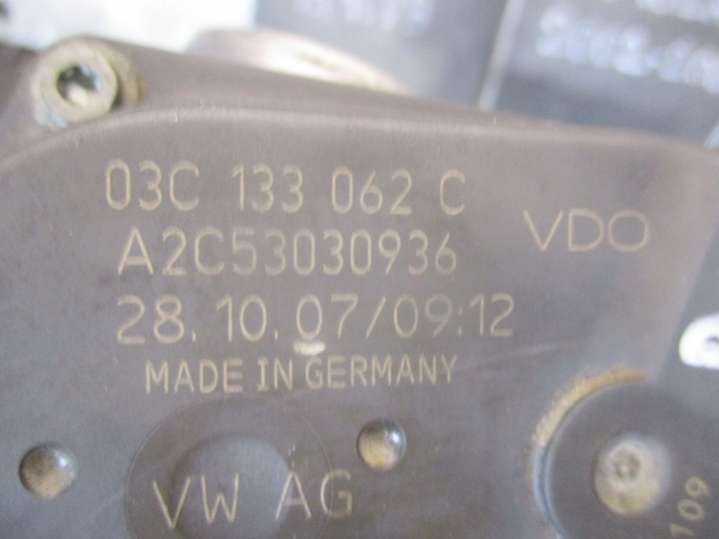 03C 133 062 C
VDO
A2C53030936
28.10.07/09:12
MADE IN GERMANY
VW AG
109